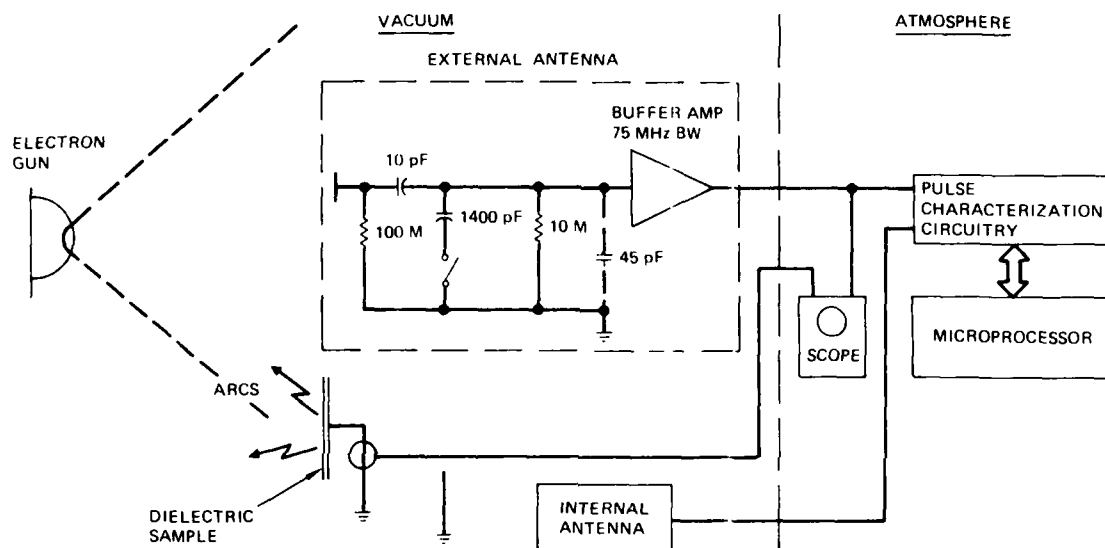 VACUUM
ATMOSPHERE
EXTERNAL ANTENNA
ELECTRON
GUN
BUFFER AMP
75 MHz BW
10 pF
1400 pF
100 M
10 M
45 pF
PULSE
CHARACTERIZATION
CIRCUITRY
SCOPE
MICROPROCESSOR
ARCS
DIELECTRIC
SAMPLE
INTERNAL
ANTENNA